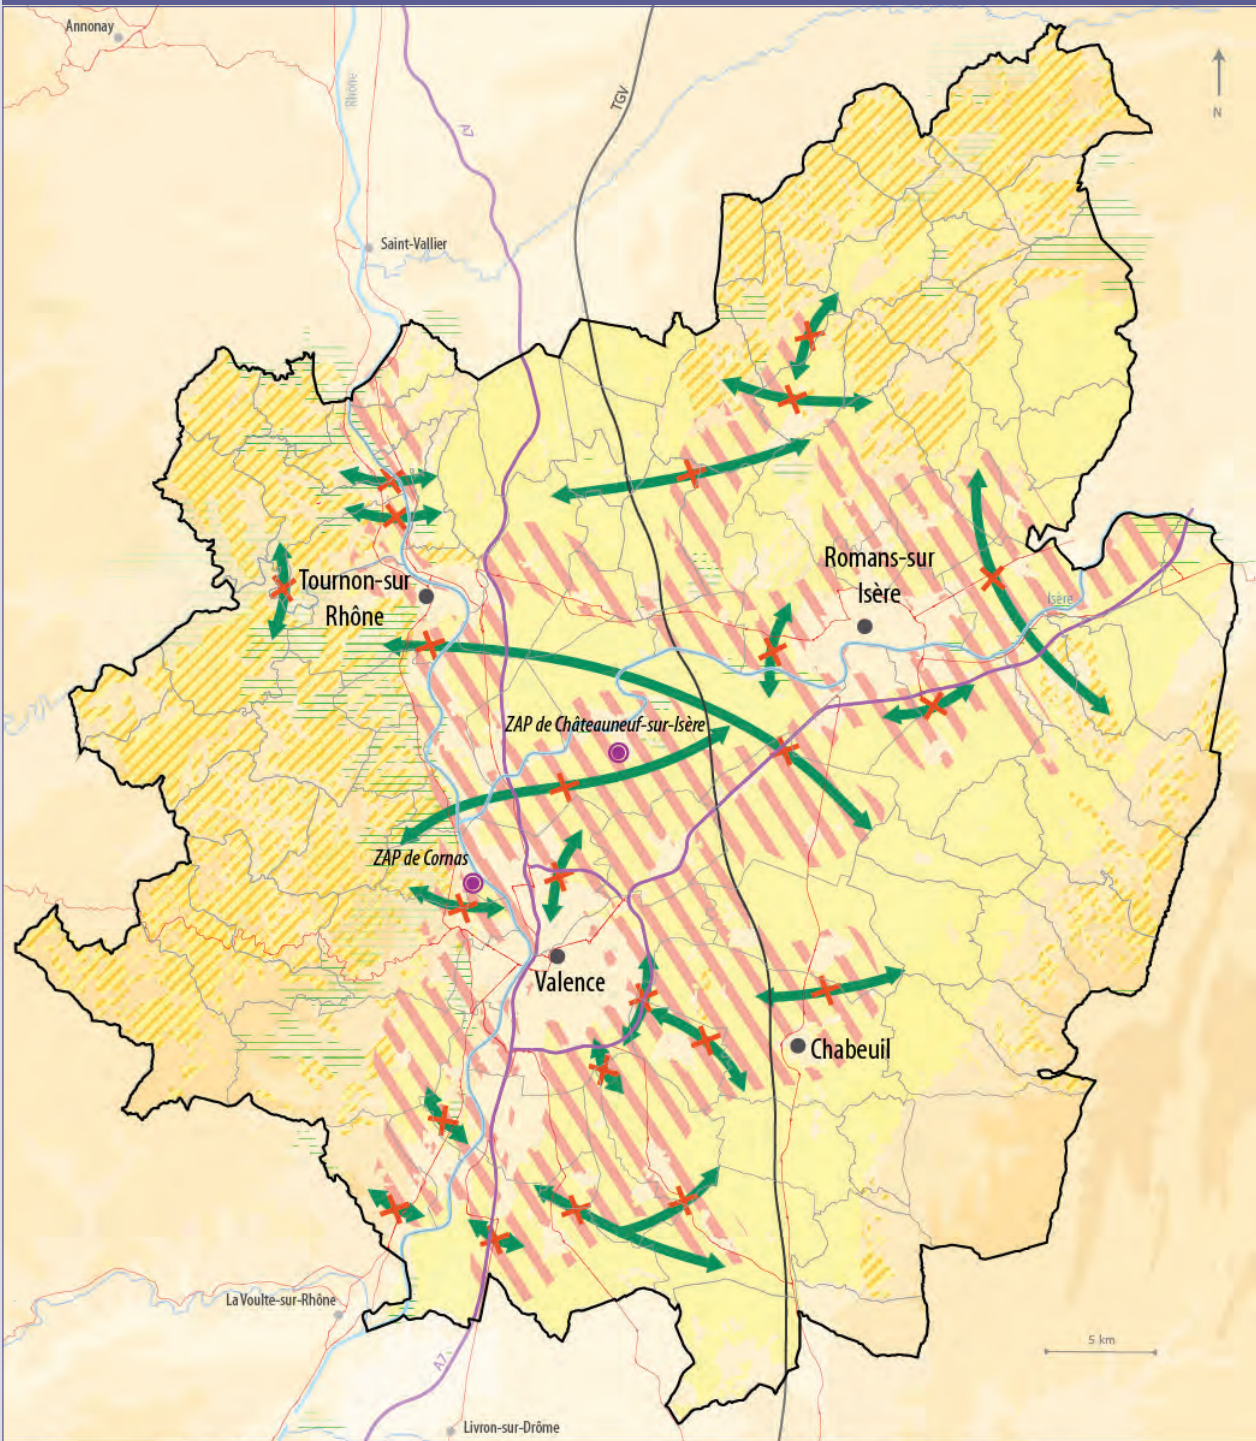 Annonay
Rhône
A7
TGV
N
Saint-Vallier
Romans-sur
Isère
Tournon-sur
Rhône
Isère
ZAP de Châteauneuf-sur-Isère
ZAP de Cornas
Valence
Chabeuil
La Voulte-sur-Rhône
5 km
A7
Livron-sur-Drôme